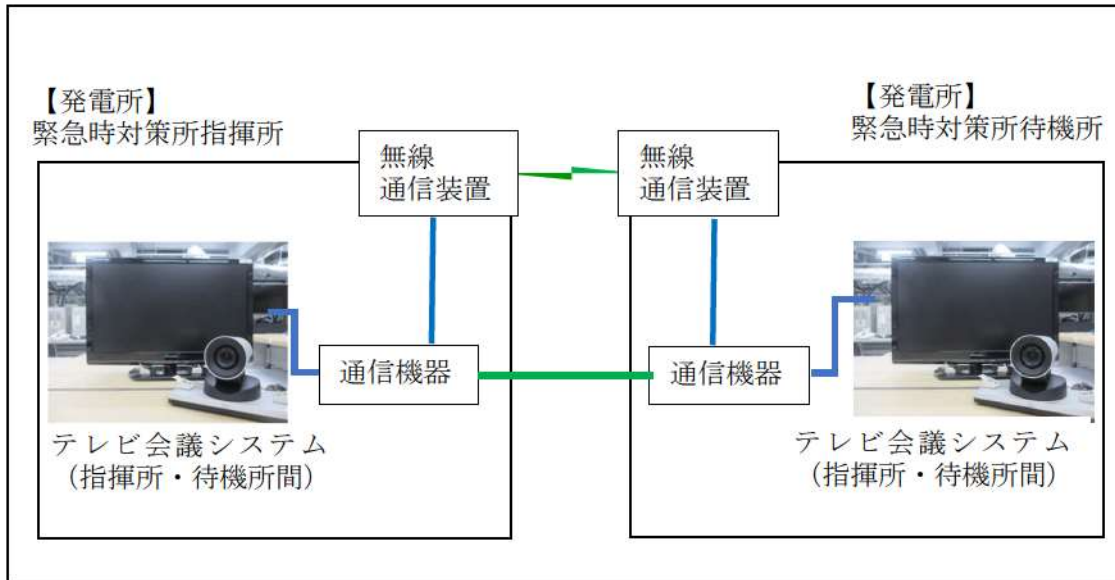 【発電所】
緊急時対策所指揮所
無線
通信装置
通信機器
テレビ会議システム
(指揮所・待機所間)
【発電所】
緊急時対策所待機所
無線
通信装置
通信機器
テレビ会議システム
(指揮所・待機所間)